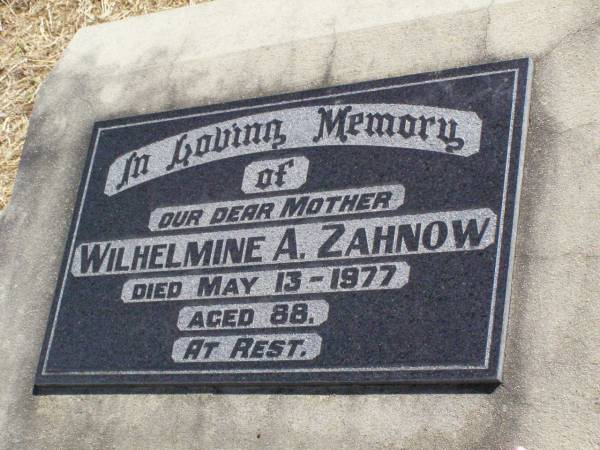 In Loving Memory
of
OUR DEAR MOTHER
WILHELMINE A. ZAHNOW
DIED MAY 13-1977
AGED 88.
AT REST.